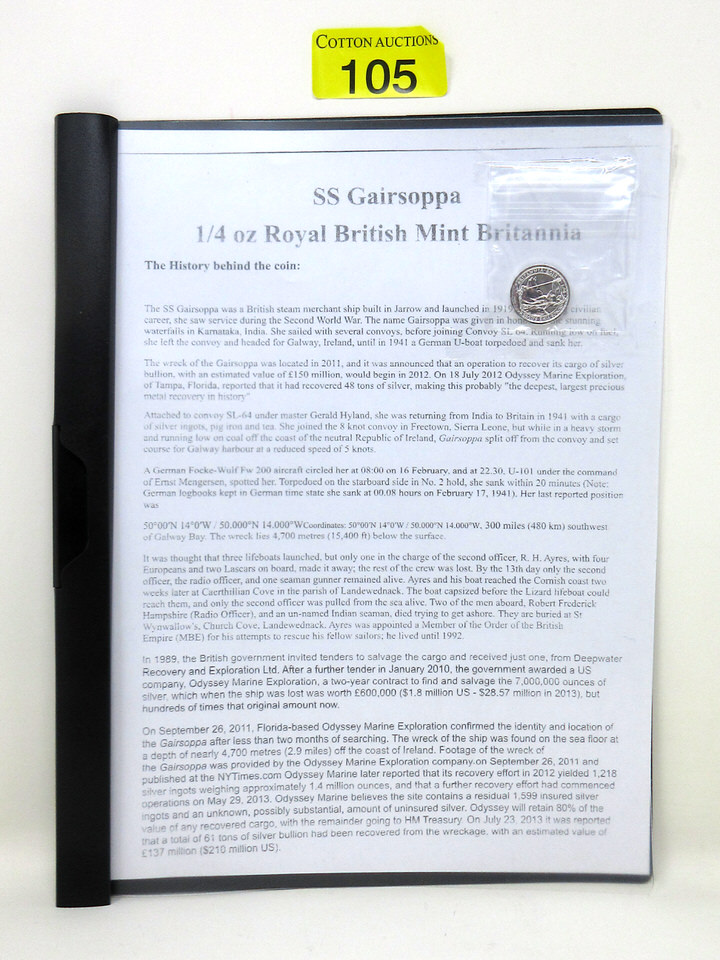 COTTON AUCTIONS
105
SS Gairsoppa
1/4 oz Royal British Mint Britannia
The History behind the coin:
The SS Gairsoppa was a British steam merchant ship built in Jarrow and launched in 1919 civilian
career, she saw service during the Second World War. The name Gairsoppa was given in stunning
waterfalls in Karnataka, India. She sailed with several convoys, before joining Convoy SL 64. Running low on fuel,
she left the convoy and headed for Galway, Ireland, until in 1941 a German U-boat torpedoed and sank her.
The wreck of the Gairsoppa was located in 2011, and it was announced that an operation to recover its cargo of silver
bullion, with an estimated value of £150 million, would begin in 2012. On 18 July 2012 Odyssey Marine Exploration,
of Tampa, Florida, reported that it had recovered 48 tons of silver, making this probably "the deepest, largest precious
metal recovery in history"
Attached to convoy SL-64 under master Gerald Hyland, she was returning from India to Britain in 1941 with a cargo
of silver ingots, pig iron and tea. She joined the 8 knot convoy in Freetown, Sierra Leone, but while in a heavy storm
and running low on coal off the coast of the neutral Republic of Ireland, Gairsoppa split off from the convoy and set
course for Galway harbour at a reduced speed of 5 knots.
A German Focke-Wulf Fw 200 aircraft circled her at 08:00 on 16 February, and at 22.30, U-101 under the command
of Ernst Mengersen, spotted her. Torpedoed on the starboard side in No. 2 hold, she sank within 20 minutes (Note:
German logbooks kept in German time state she sank at 00.08 hours on February 17, 1941). Her last reported position
was
50°00′N 14°0′W / 50.000°N 14.000°WCoordinates: 50°00′N 14°0′W / 50.000°N 14.000°W, 300 miles (480 km) southwest
of Galway Bay. The wreck lies 4,700 metres (15,400 ft) below the surface.
It was thought that three lifeboats launched, but only one in the charge of the second officer, R. H. Ayres, with four
Europeans and two Lascars on board, made it away; the rest of the crew was lost. By the 13th day only the second
officer, the radio officer, and one seaman gunner remained alive. Ayres and his boat reached the Cornish coast two
weeks later at Caerthillian Cove in the parish of Landewednack. The boat capsized before the Lizard lifeboat could
reach them, and only the second officer was pulled from the sea alive. Two of the men aboard, Robert Frederick
Hampshire (Radio Officer), and an un-named Indian seaman, died trying to get ashore. They are buried at St
Wynwallow's, Church Cove, Landewednack. Ayres was appointed a Member of the Order of the British
Empire (MBE) for his attempts to rescue his fellow sailors; he lived until 1992.
In 1989, the British government invited tenders to salvage the cargo and received just one, from Deepwater
Recovery and Exploration Ltd. After a further tender in January 2010, the government awarded a US
company, Odyssey Marine Exploration, a two-year contract to find and salvage the 7,000,000 ounces of
silver, which when the ship was lost was worth £600,000 ($1.8 million US - $28.57 million in 2013), but
hundreds of times that original amount now.
On September 26, 2011, Florida-based Odyssey Marine Exploration confirmed the identity and location of
the Gairsoppa after less than two months of searching. The wreck of the ship was found on the sea floor at
a depth of nearly 4,700 metres (2.9 miles) off the coast of Ireland. Footage of the wreck of
the Gairsoppa was provided by the Odyssey Marine Exploration company on September 26, 2011 and
published at the NYTimes.com Odyssey Marine later reported that its recovery effort in 2012 yielded 1,218
silver ingots weighing approximately 1.4 million ounces, and that a further recovery effort had commenced
operations on May 29, 2013. Odyssey Marine believes the site contains a residual 1,599 insured silver
ingots and an unknown, possibly substantial, amount of uninsured silver. Odyssey will retain 80% of the
value of any recovered cargo, with the remainder going to HM Treasury. On July 23, 2013 it was reported
that a total of 61 tons of silver bullion had been recovered from the wreckage, with an estimated value of
£137 million ($210 million US).